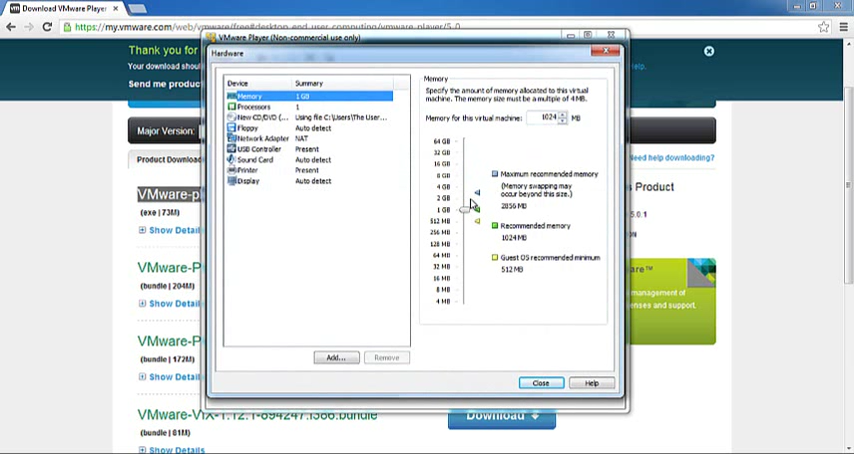 Download VMware Player
https://my.vmware.com/web/vmware/free#desktop_end_user_computing/vmware_player/5_0
Thank you for
Your download shou
help.
Send me produc
Major Version:
Product Download
Need help downloading?
VMware-p
(exe | 73M)
Show Detai
VMware-P
(bundle | 204M)
Show Detai
VMware-P
(bundle | 172M)
Show Detai
VMware-VIX-1.12.1-894247.i386.bundle
(bundle | 81M)
Show Details
Download
s Product
5.0.1
are™
management of
enses and support.
VMware Player (Non-commercial use only)
Hardware
Device Summary
Memory 1 GB
Processors 1
New CD/DVD (... Using file C:\Users\The User...
Floppy Auto detect
Network Adapter NAT
USB Controller Present
Sound Card Auto detect
Printer Present
Display Auto detect
Add...
Remove
Memory
Specify the amount of memory allocated to this virtual
machine. The memory size must be a multiple of 4 MB.
Memory for this virtual machine: 1024 MB
64 GB
32 GB
16 GB
8 GB
4 GB
2 GB
1 GB
512 MB
256 MB
128 MB
64 MB
32 MB
16 MB
8 MB
4 MB
Maximum recommended memory
(Memory swapping may
occur beyond this size.)
2856 MB
Recommended memory
1024 MB
Guest OS recommended minimum
512 MB
Close
Help